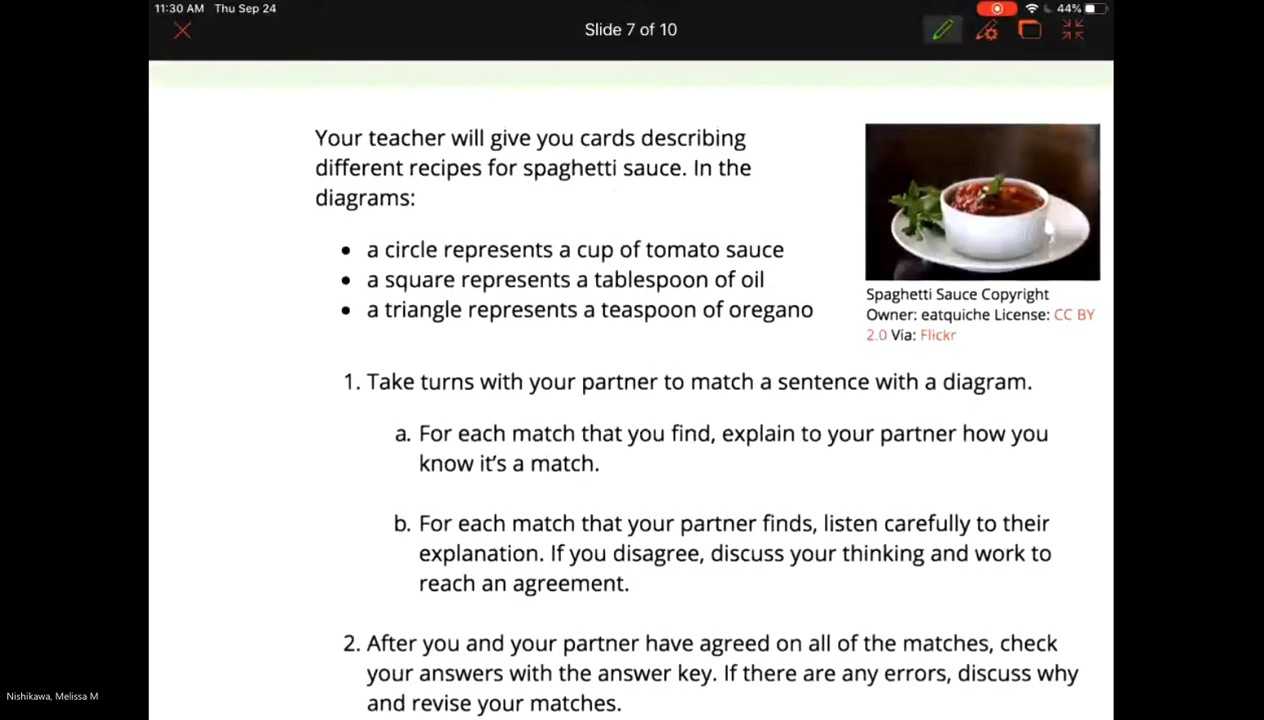 11:30 AM Thu Sep 24
44%
Slide 7 of 10
Your teacher will give you cards describing
different recipes for spaghetti sauce. In the
diagrams:
• a circle represents a cup of tomato sauce
• a square represents a tablespoon of oil
• a triangle represents a teaspoon of oregano
Spaghetti Sauce Copyright
Owner: eatquiche License: CC BY
2.0 Via: Flickr
1. Take turns with your partner to match a sentence with a diagram.
a. For each match that you find, explain to your partner how you
know it’s a match.
b. For each match that your partner finds, listen carefully to their
explanation. If you disagree, discuss your thinking and work to
reach an agreement.
2. After you and your partner have agreed on all of the matches, check
your answers with the answer key. If there are any errors, discuss why
and revise your matches.
Nishikawa, Melissa M